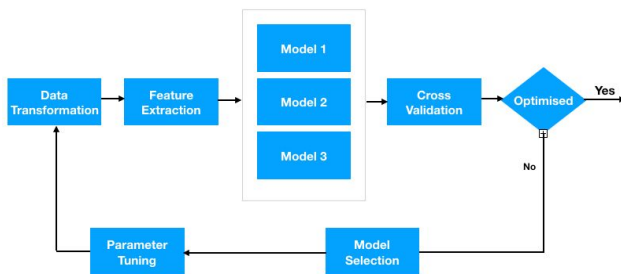 Data
Transformation
Feature
Extraction
Model 1
Model 2
Model 3
Cross
Validation
Optimised
Yes
No
Model
Selection
Parameter
Tuning